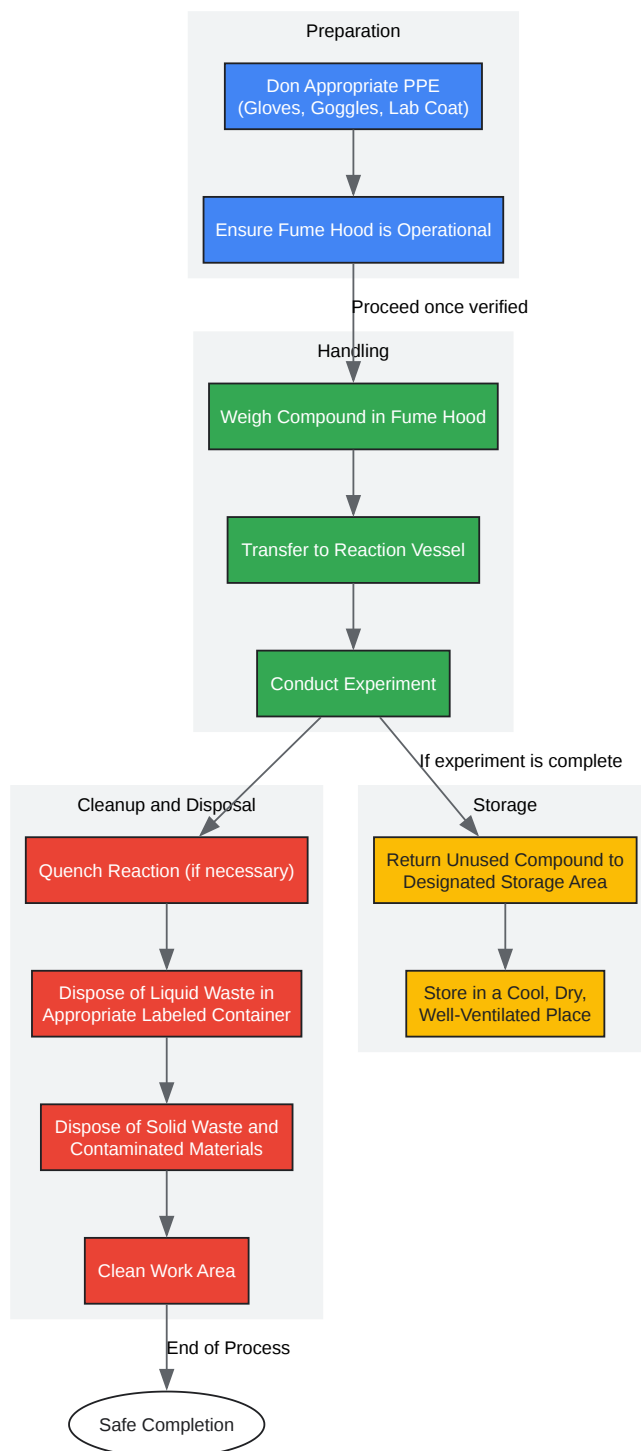 Preparation
Don Appropriate PPE
(Gloves, Goggles, Lab Coat)
Ensure Fume Hood is Operational
Proceed once verified
Handling
Weigh Compound in Fume Hood
Transfer to Reaction Vessel
Conduct Experiment
If experiment is complete
Cleanup and Disposal
Quench Reaction (if necessary)
Dispose of Liquid Waste in
Appropriate Labeled Container
Dispose of Solid Waste and
Contaminated Materials
Clean Work Area
End of Process
Safe Completion
Storage
Return Unused Compound to
Designated Storage Area
Store in a Cool, Dry,
Well-Ventilated Place